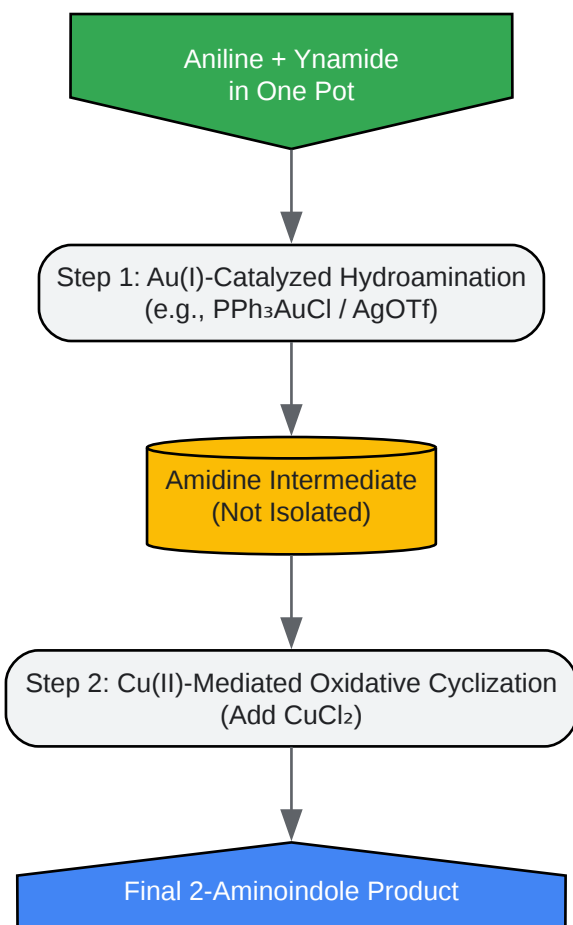 Aniline + Ynamide
in One Pot
Step 1: Au(I)-Catalyzed Hydroamination
(e.g., PPh₃AuCl / AgOTf)
Amidine Intermediate
(Not Isolated)
Step 2: Cu(II)-Mediated Oxidative Cyclization
(Add CuCl₂)
Final 2-Aminoindole Product